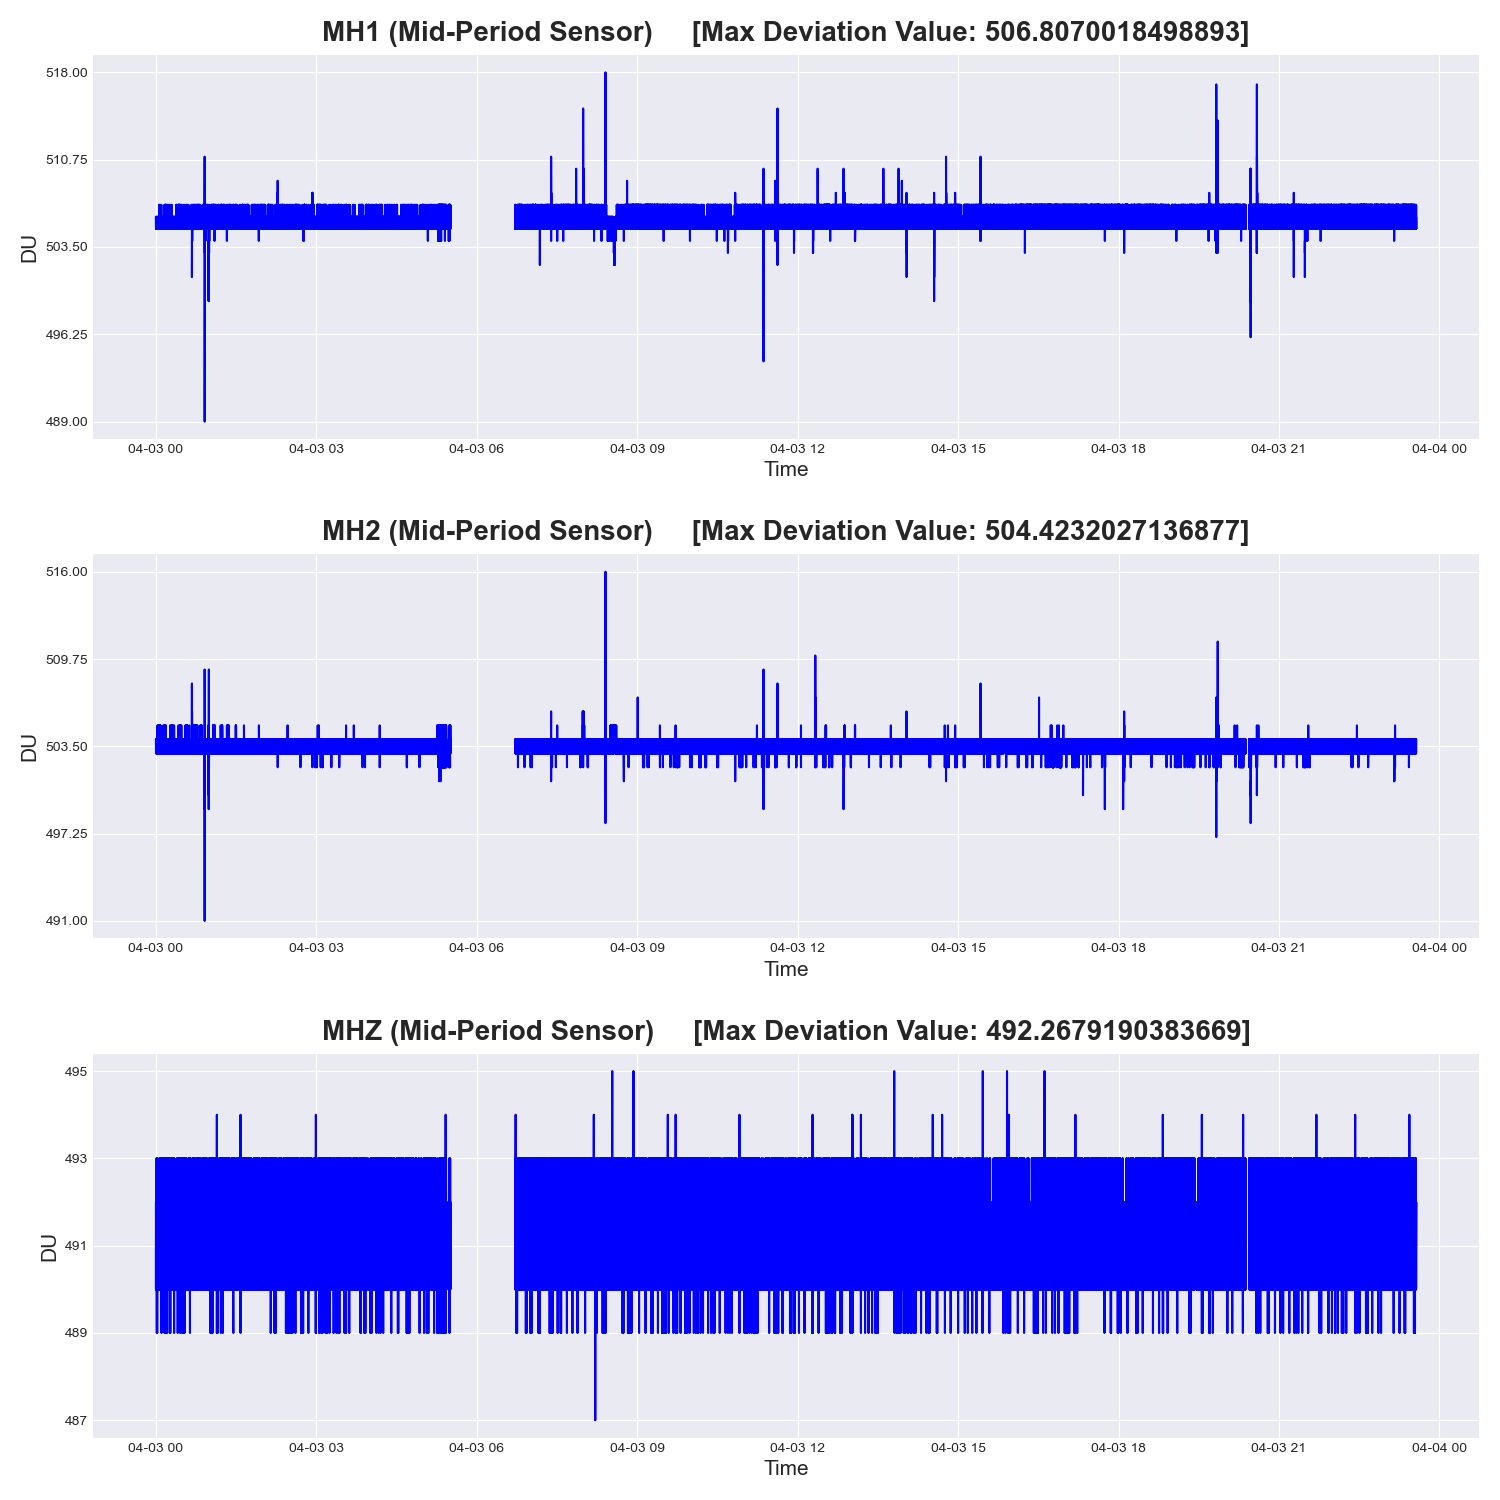 MH1 (Mid-Period Sensor) [Max Deviation Value: 506.8070018498893]
518.00
510.75
503.50
496.25
489.00
DU
04-03 00 04-03 03 04-03 06 04-03 09 04-03 12 04-03 15 04-03 18 04-03 21 04-04 00
Time
MH2 (Mid-Period Sensor) [Max Deviation Value: 504.4232027136877]
516.00
509.75
503.50
497.25
491.00
DU
04-03 00 04-03 03 04-03 06 04-03 09 04-03 12 04-03 15 04-03 18 04-03 21 04-04 00
Time
MHZ (Mid-Period Sensor) [Max Deviation Value: 492.2679190383669]
495
493
491
489
487
DU
04-03 00 04-03 03 04-03 06 04-03 09 04-03 12 04-03 15 04-03 18 04-03 21 04-04 00
Time